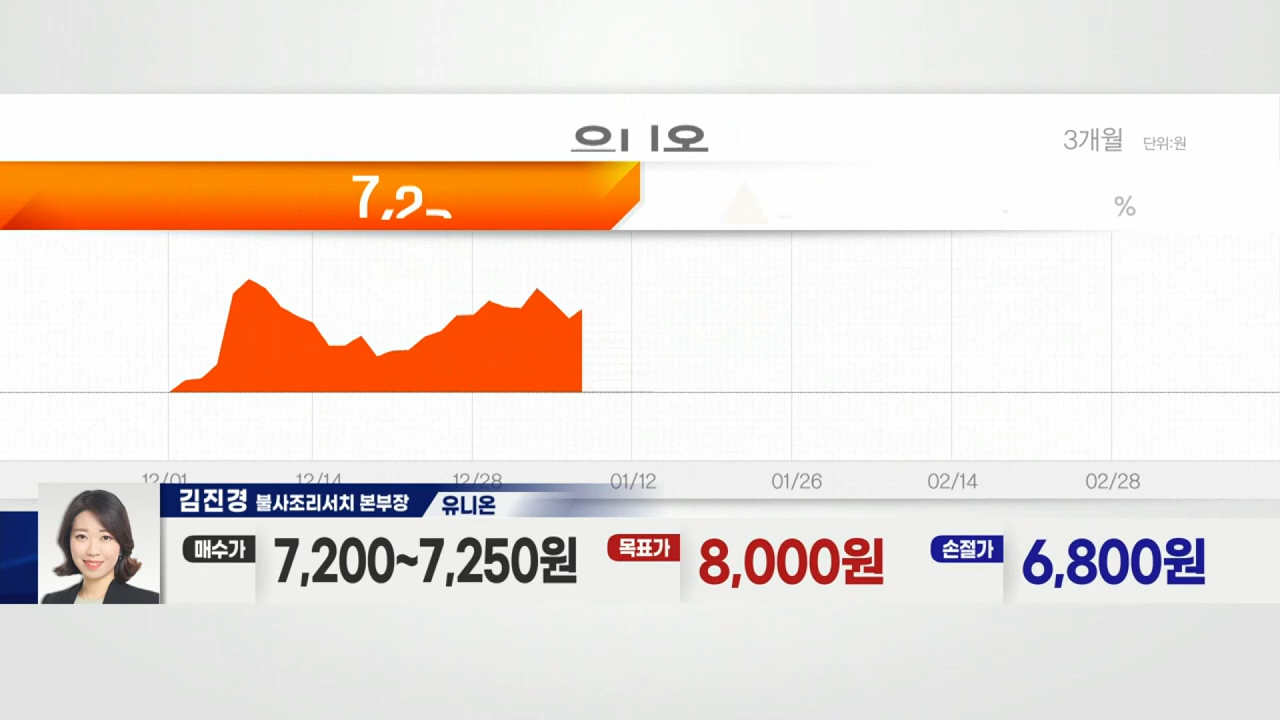 3개월 단위:원
%
12/01 12/14 12/28 01/12 01/26 02/14 02/28
김진경 불사조리서치 본부장 유니온
매수가 7,200~7,250원 목표가 8,000원 손절가 6,800원